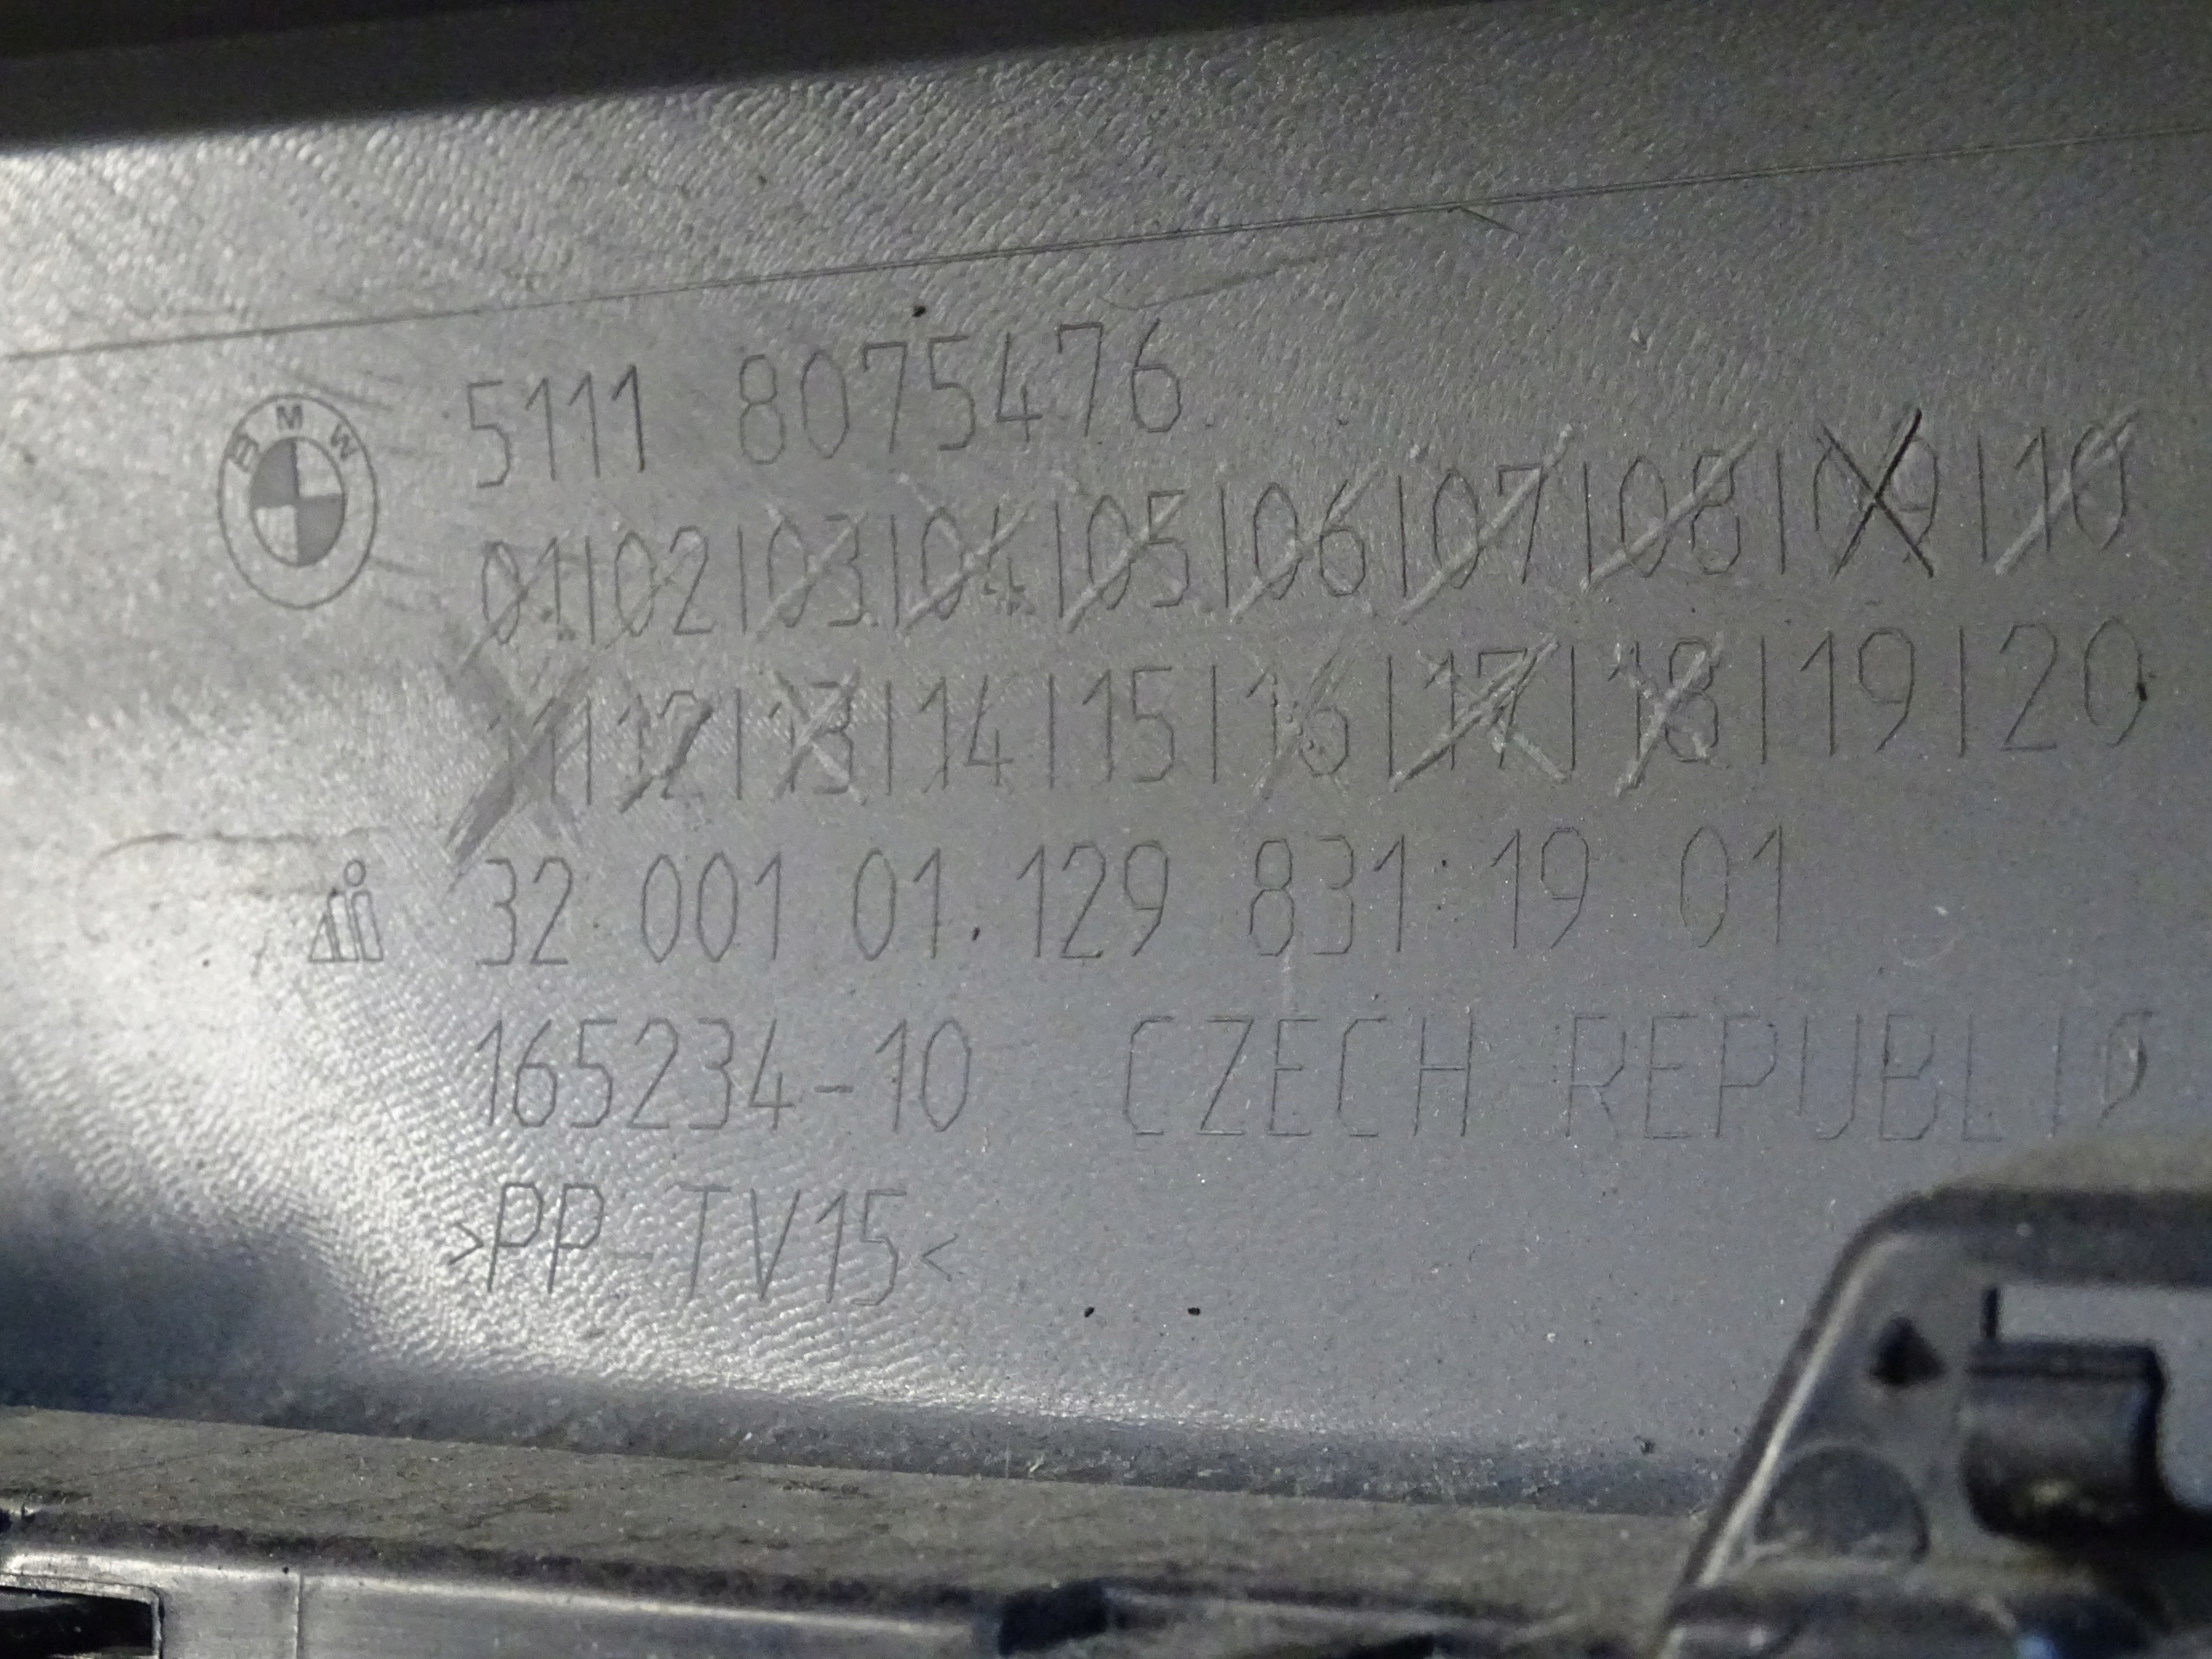 BMW
5111 8075476
01|02|03|04|05|06|07|08|09|10
11|12|13|14|15|16|17|18|19|20
32 001 01 129 831 19 01
165234-10 CZECH REPUBLIC
>PP-TV15<